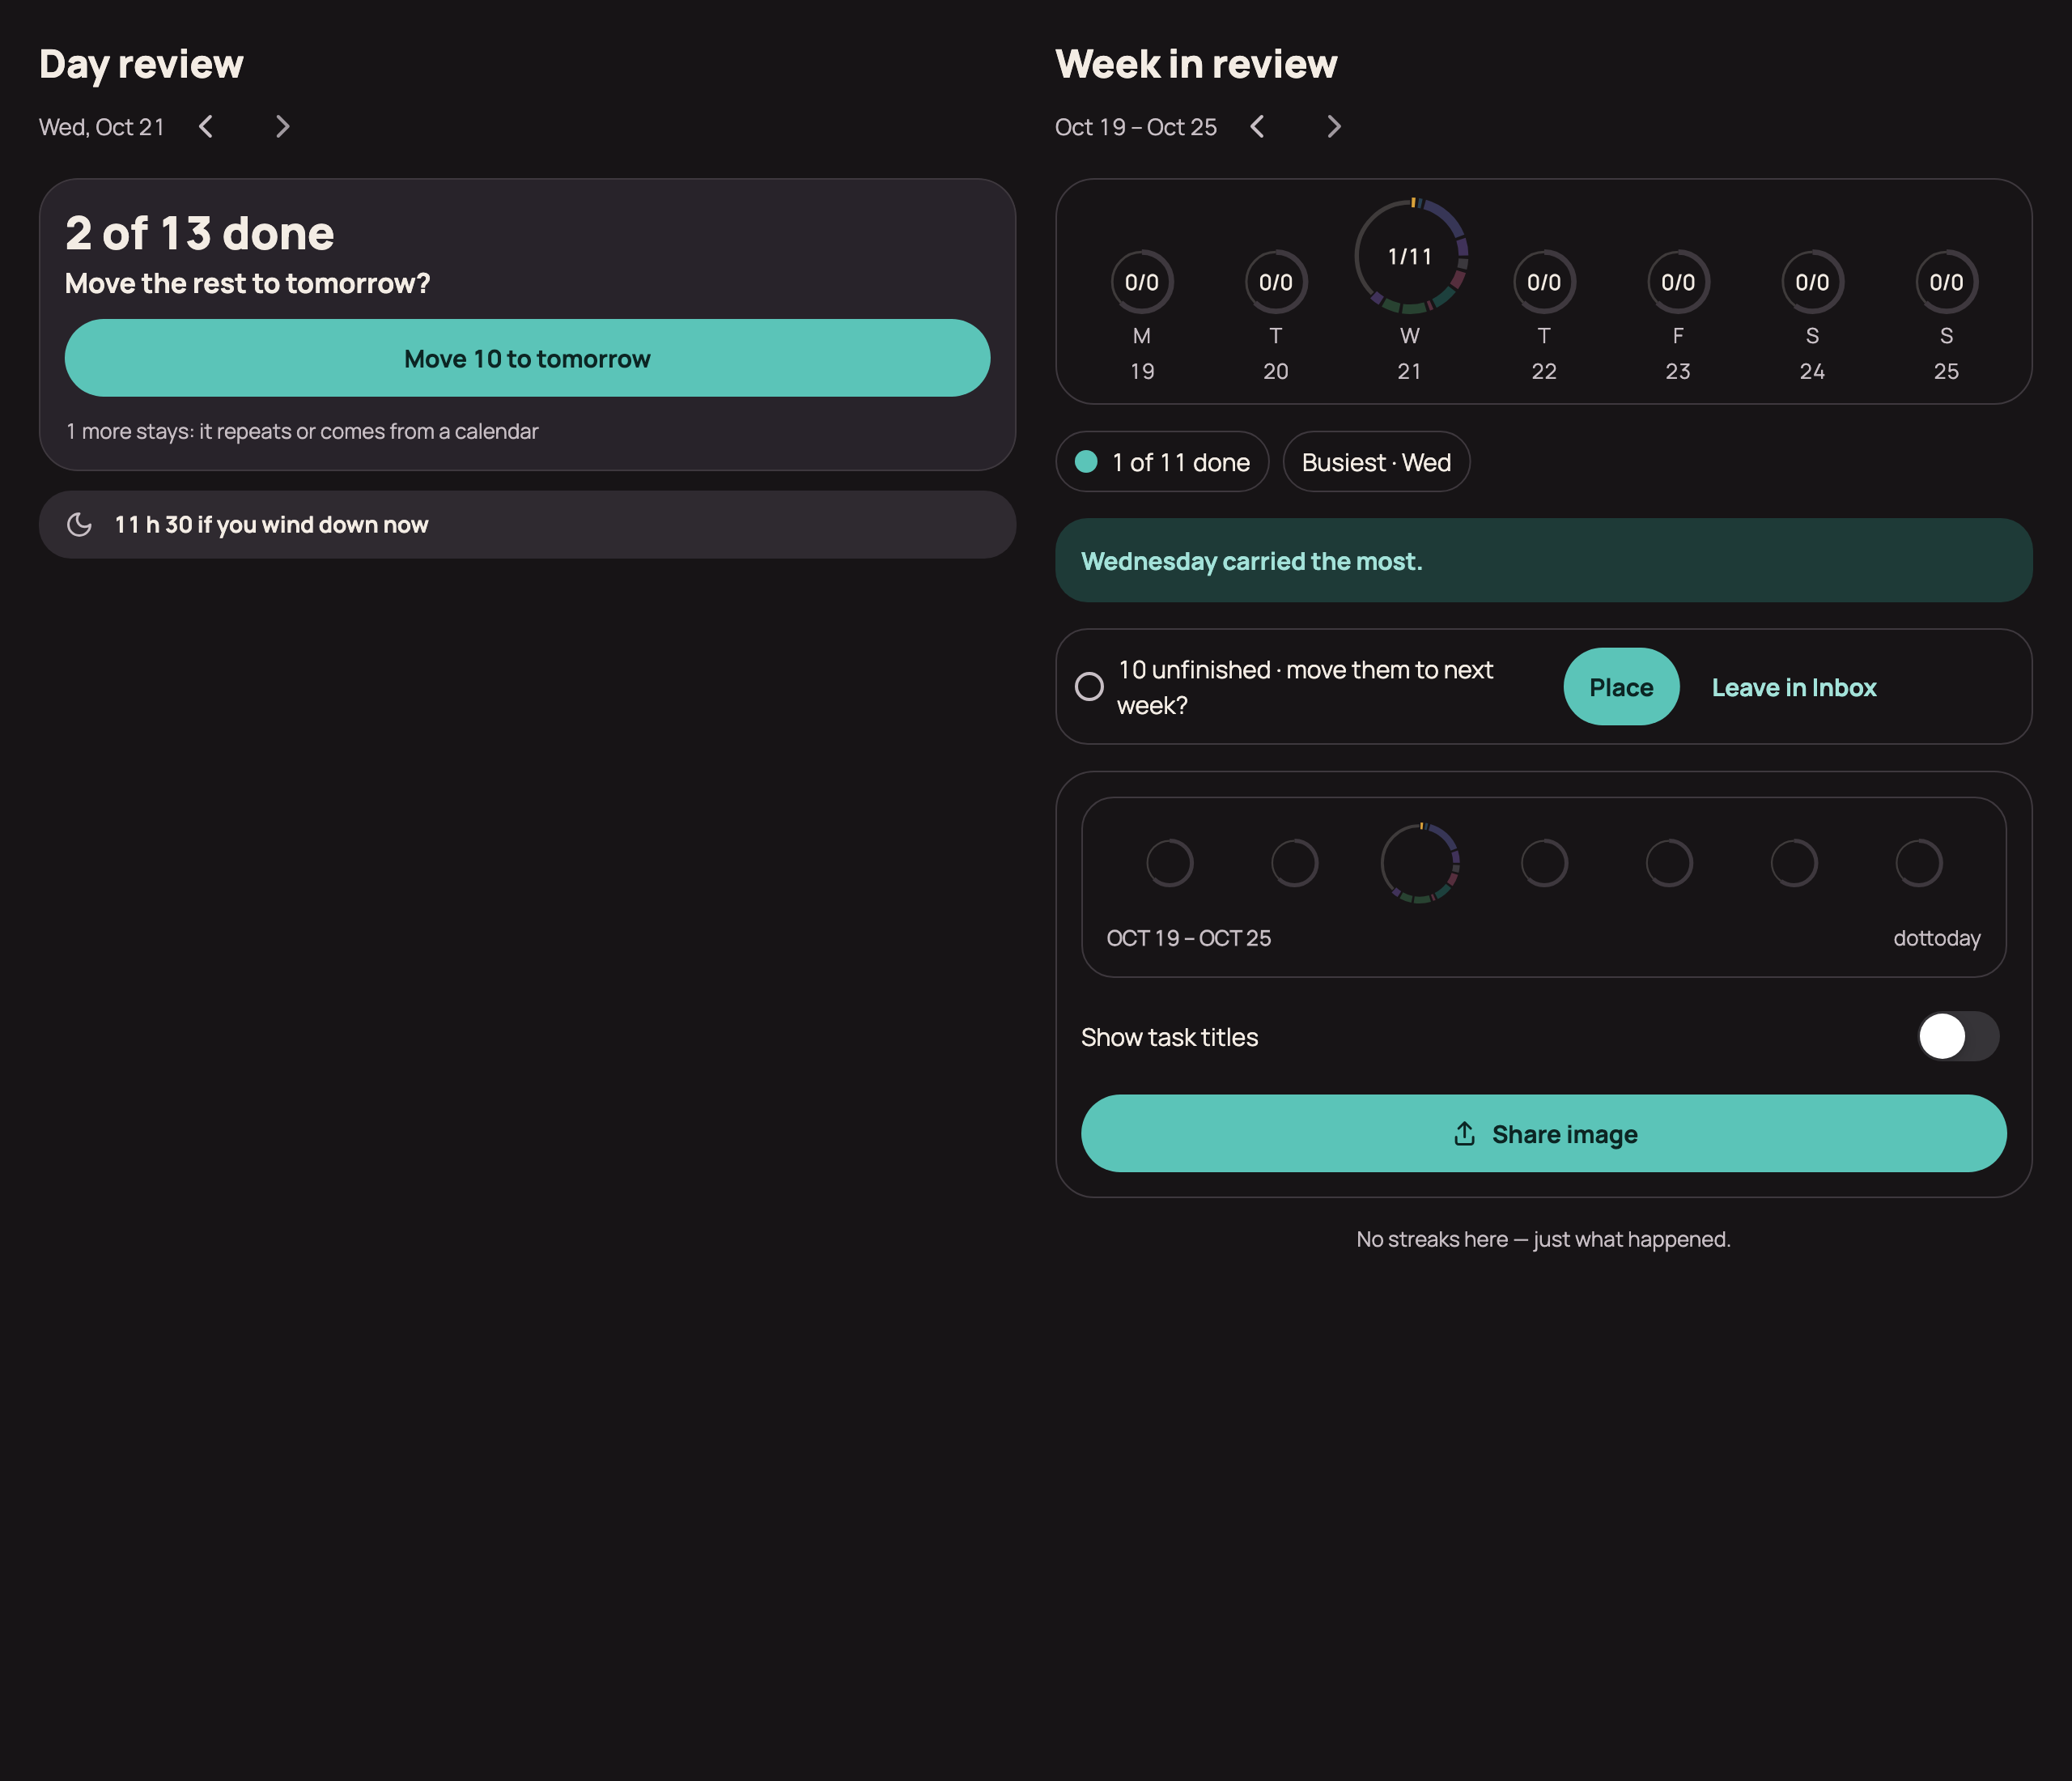 Day review
Wed, Oct 21
2 of 13 done
Move the rest to tomorrow?
Move 10 to tomorrow
1 more stays: it repeats or comes from a calendar
11 h 30 if you wind down now
Week in review
Oct 19 – Oct 25
0/0
0/0
1/11
0/0
0/0
0/0
0/0
M
T
W
T
F
S
S
19
20
21
22
23
24
25
1 of 11 done
Busiest · Wed
Wednesday carried the most.
10 unfinished · move them to next
week?
Place
Leave in Inbox
OCT 19 – OCT 25
dottoday
Show task titles
Share image
No streaks here — just what happened.